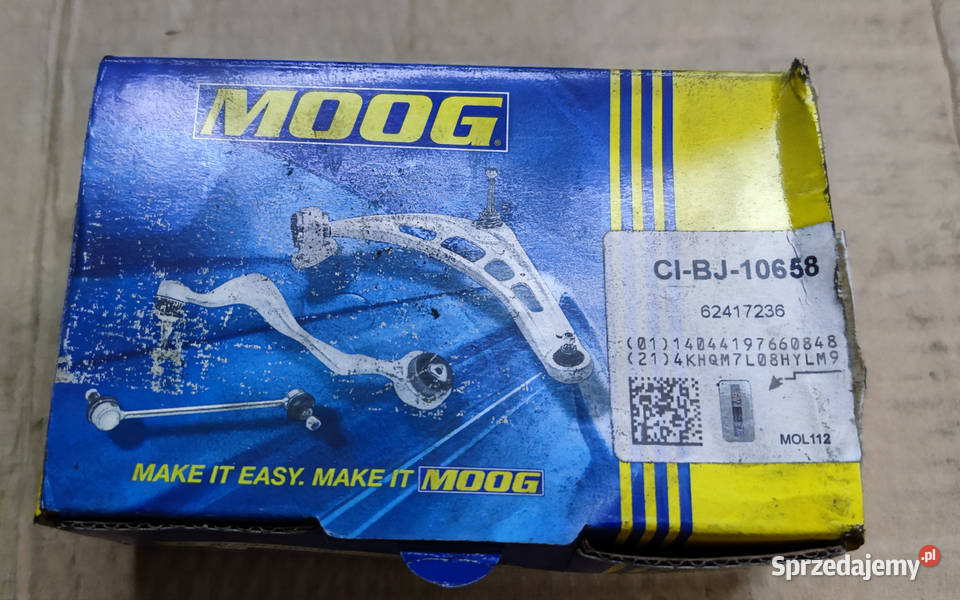 MOOG
CI-BJ-10658
62417236
(01)14044197660848
(21)4KHQM7L08HYLM9
MOL112
MAKE IT EASY. MAKE IT MOOG
Sprzedajemy.pl